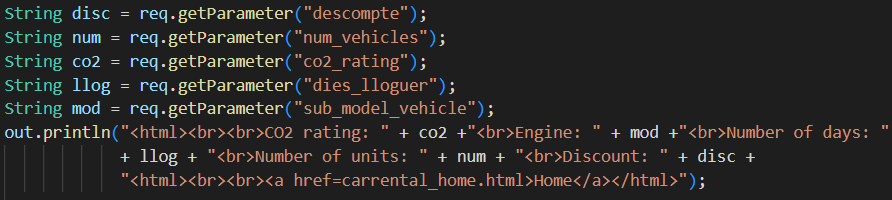 String disc = req.getParameter("descompte");
String num = req.getParameter("num_vehicles");
String co2 = req.getParameter("co2_rating");
String llog = req.getParameter("dies_lloguer");
String mod = req.getParameter("sub_model_vehicle");
out.println("<html><br><br>CO2 rating: " + co2 +"<br>Engine: " + mod +"<br>Number of days: "
+ llog + "<br>Number of units: " + num + "<br>Discount: " + disc +
"<html><br><br><a href=carrental_home.html>Home</a></html>");